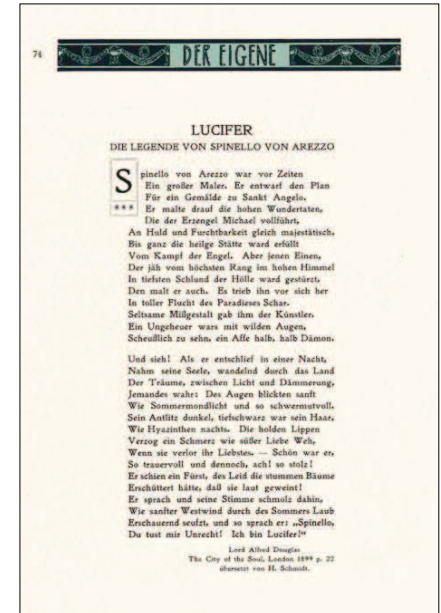 74
DER EIGENE
LUCIFER
DIE LEGENDE VON SPINELLO VON AREZZO
Spinello von Arezzo war vor Zeiten
Ein großer Maler. Er entwarf den Plan
Für ein Gemälde zu Sankt Angelo.
*** Er malte drauf die hohen Wundertaten,
Die der Erzengel Michael vollführt,
An Huld und Furchtbarkeit gleich majestätisch.
Bis ganz die heilge Stätte ward erfüllt
Vom Kampf der Engel. Aber jenen Einen,
Der jäh vom höchsten Rang im hohen Himmel
In tiefsten Schlund der Hölle ward gestürzt,
Den malt er auch. Es trieb ihn vor sich her
In toller Flucht des Paradieses Schar.
Seltsame Mißgestalt gab ihm der Künstler.
Ein Ungeheuer wars mit wilden Augen,
Scheußlich zu sehn, ein Affe halb, halb Dämon.
Und sieh! Als er entschlief in einer Nacht,
Nahm seine Seele, wandelnd durch das Land
Der Träume, zwischen Licht und Dämmerung,
Jemandes wahr: Des Augen blickten sanft
Wie Sommermondlicht und so schwermutvoll.
Sein Antlitz dunkel, tiefschwarz war sein Haar,
Wie Hyazinthen nachts. Die holden Lippen
Verzog ein Schmerz wie süßer Liebe Weh,
Wenn sie verlor ihr Liebstes. — Schön war er,
So trauervoll und dennoch, ach! so stolz!
Er schien ein Fürst, des Leid die stummen Bäume
Erschüttert hätte, daß sie laut geweint!
Er sprach und seine Stimme schmolz dahin,
Wie sanfter Westwind durch des Sommers Laub
Erschauernd seufzt, und so sprach er: „Spinello,
Du tust mir Unrecht! Ich bin Lucifer!"
Lord Alfred Douglas
The City of the Soul, London 1899 p. 22
übersetzt von H. Schmidt.